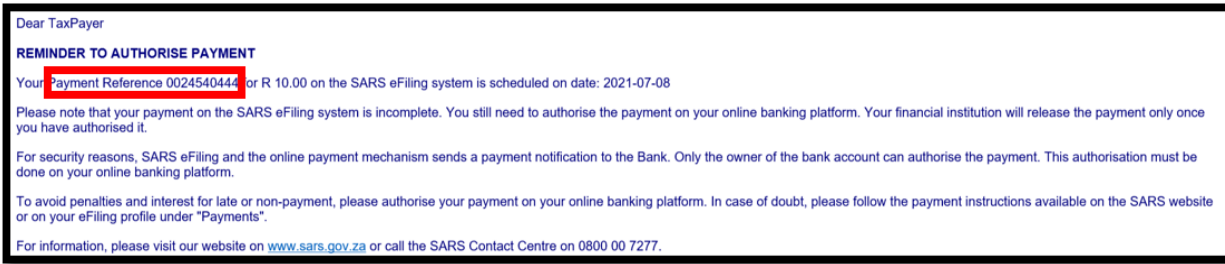 Dear TaxPayer
REMINDER TO AUTHORISE PAYMENT
Your Payment Reference 0024540444 for R 10.00 on the SARS eFiling system is scheduled on date: 2021-07-08
Please note that your payment on the SARS eFiling system is incomplete. You still need to authorise the payment on your online banking platform. Your financial institution will release the payment only once
you have authorised it.
For security reasons, SARS eFiling and the online payment mechanism sends a payment notification to the Bank. Only the owner of the bank account can authorise the payment. This authorisation must be
done on your online banking platform.
To avoid penalties and interest for late or non-payment, please authorise your payment on your online banking platform. In case of doubt, please follow the payment instructions available on the SARS website
or on your eFiling profile under "Payments".
For information, please visit our website on www.sars.gov.za or call the SARS Contact Centre on 0800 00 7277.